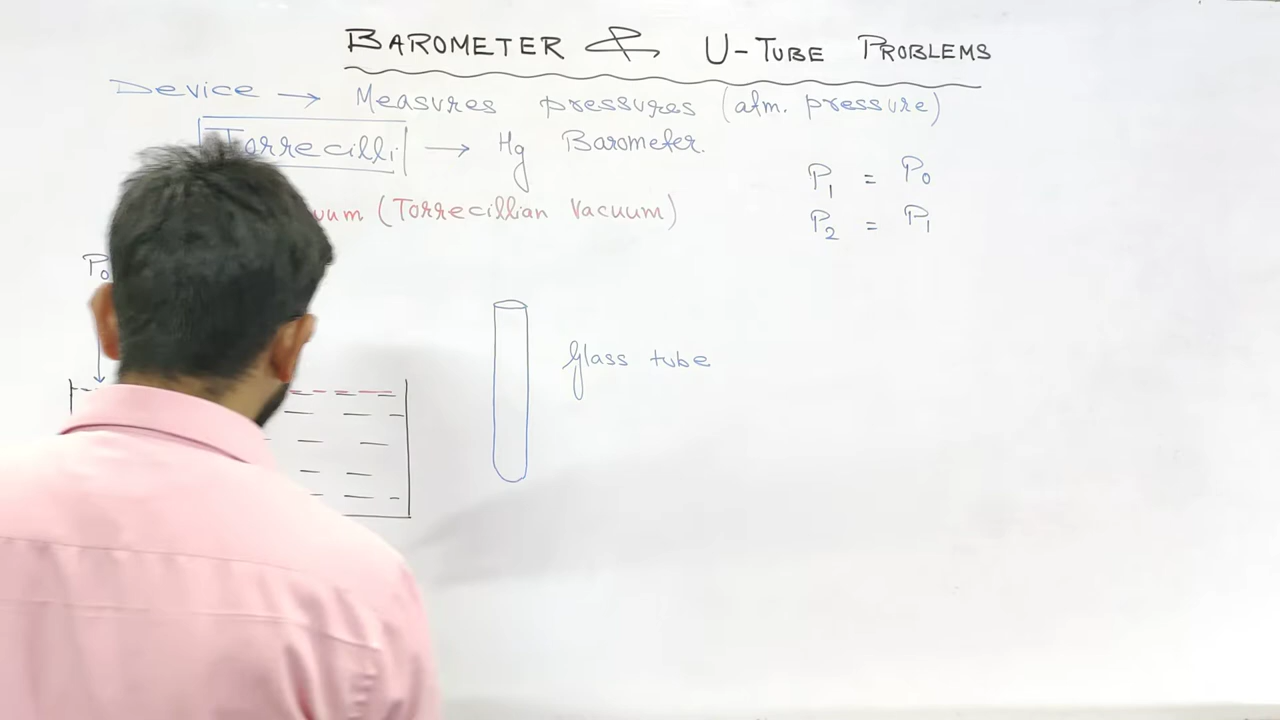 BAROMETER & U-TUBE PROBLEMS
Device → Measures pressures (atm. pressure)
Torrecilli → Hg Barometer.
(Torrecillian Vacuum)
P₁ = P₀
P₂ = P₁
P₀
Glass tube